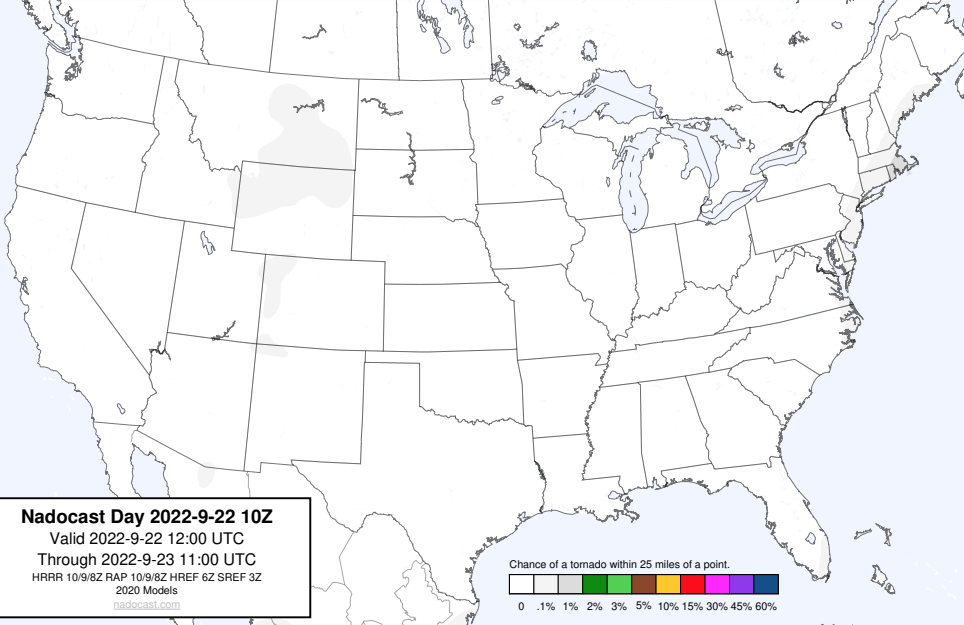 Nadocast Day 2022-9-22 10Z
Valid 2022-9-22 12:00 UTC
Through 2022-9-23 11:00 UTC
HRRR 10/9/8Z RAP 10/9/8Z HREF 6Z SREF 3Z
2020 Models
nadocast.com
Chance of a tornado within 25 miles of a point.
0 .1% 1% 2% 3% 5% 10% 15% 30% 45% 60%